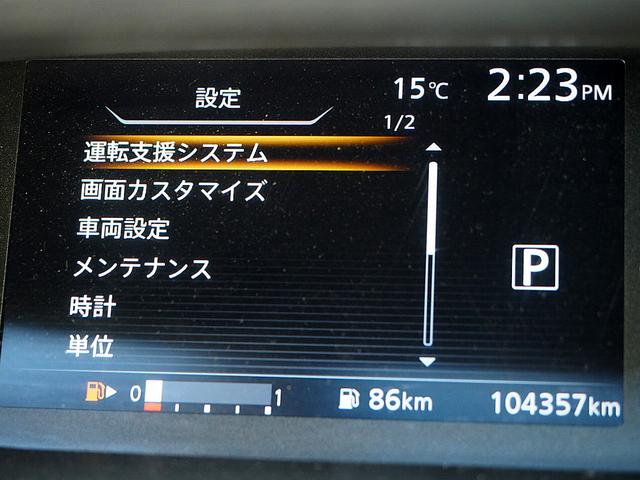 設定
15℃
2:23PM
1/2
運転支援システム
画面カスタマイズ
車両設定
メンテナンス
時計
単位
P
0 1
86km
104357km